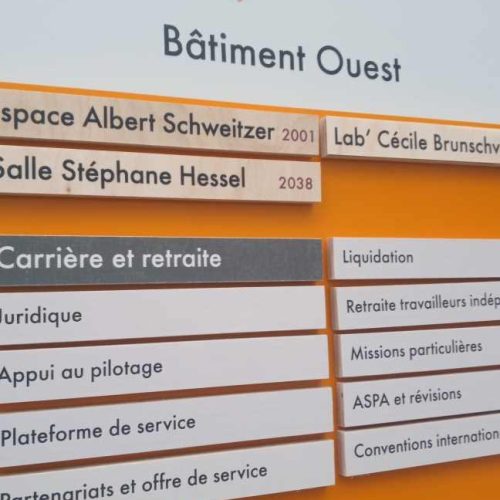 Bâtiment Ouest
space Albert Schweitzer 2001
Salle Stéphane Hessel 2038
Carrière et retraite
Juridique
Appui au pilotage
Plateforme de service
Partenariats et offre de service
Lab' Cécile Brunschv
Liquidation
Retraite travailleurs indép
Missions particulières
ASPA et révisions
Conventions internation